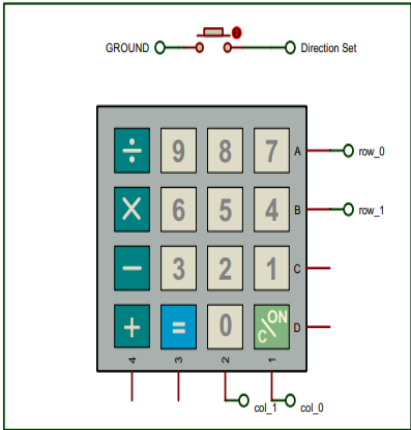 GROUND Direction Set
÷ 9 8 7 A row_0
× 6 5 4 B row_1
− 3 2 1 C
+ = 0 ON/C D
4 3 2 1
col_1 col_0